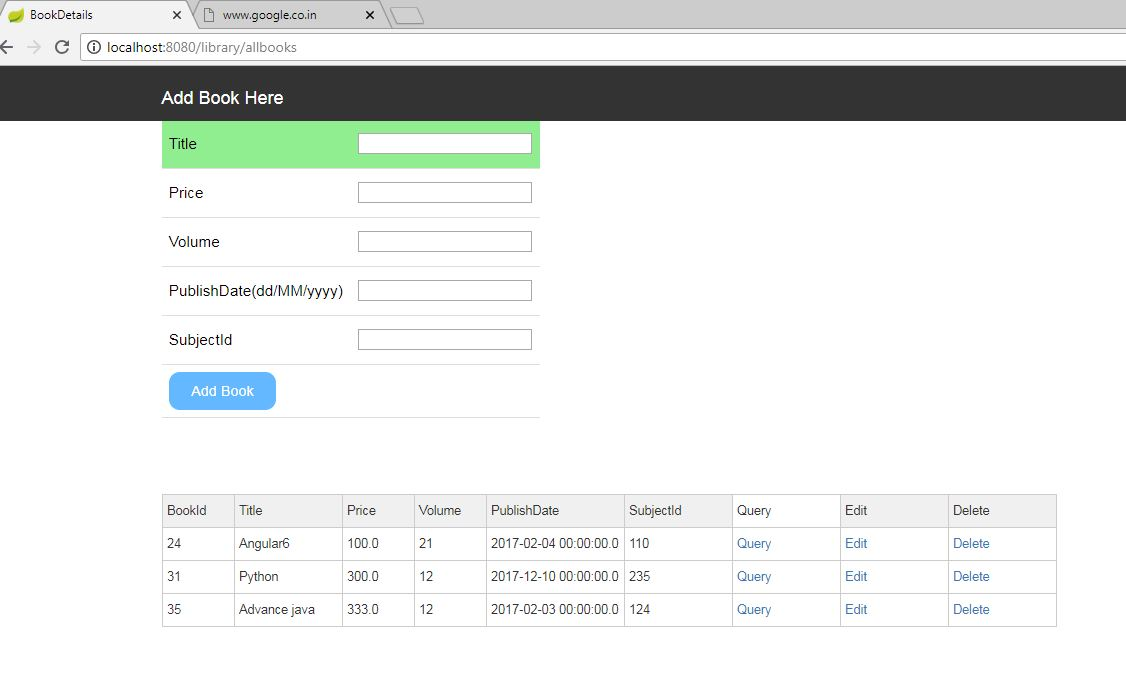 BookDetails www.google.co.in
localhost:8080/library/allbooks
Add Book Here
Title
Price
Volume
PublishDate(dd/MM/yyyy)
SubjectId
Add Book
BookId Title Price Volume PublishDate SubjectId Query Edit Delete
24 Angular6 100.0 21 2017-02-04 00:00:00.0 110 Query Edit Delete
31 Python 300.0 12 2017-12-10 00:00:00.0 235 Query Edit Delete
35 Advance java 333.0 12 2017-02-03 00:00:00.0 124 Query Edit Delete